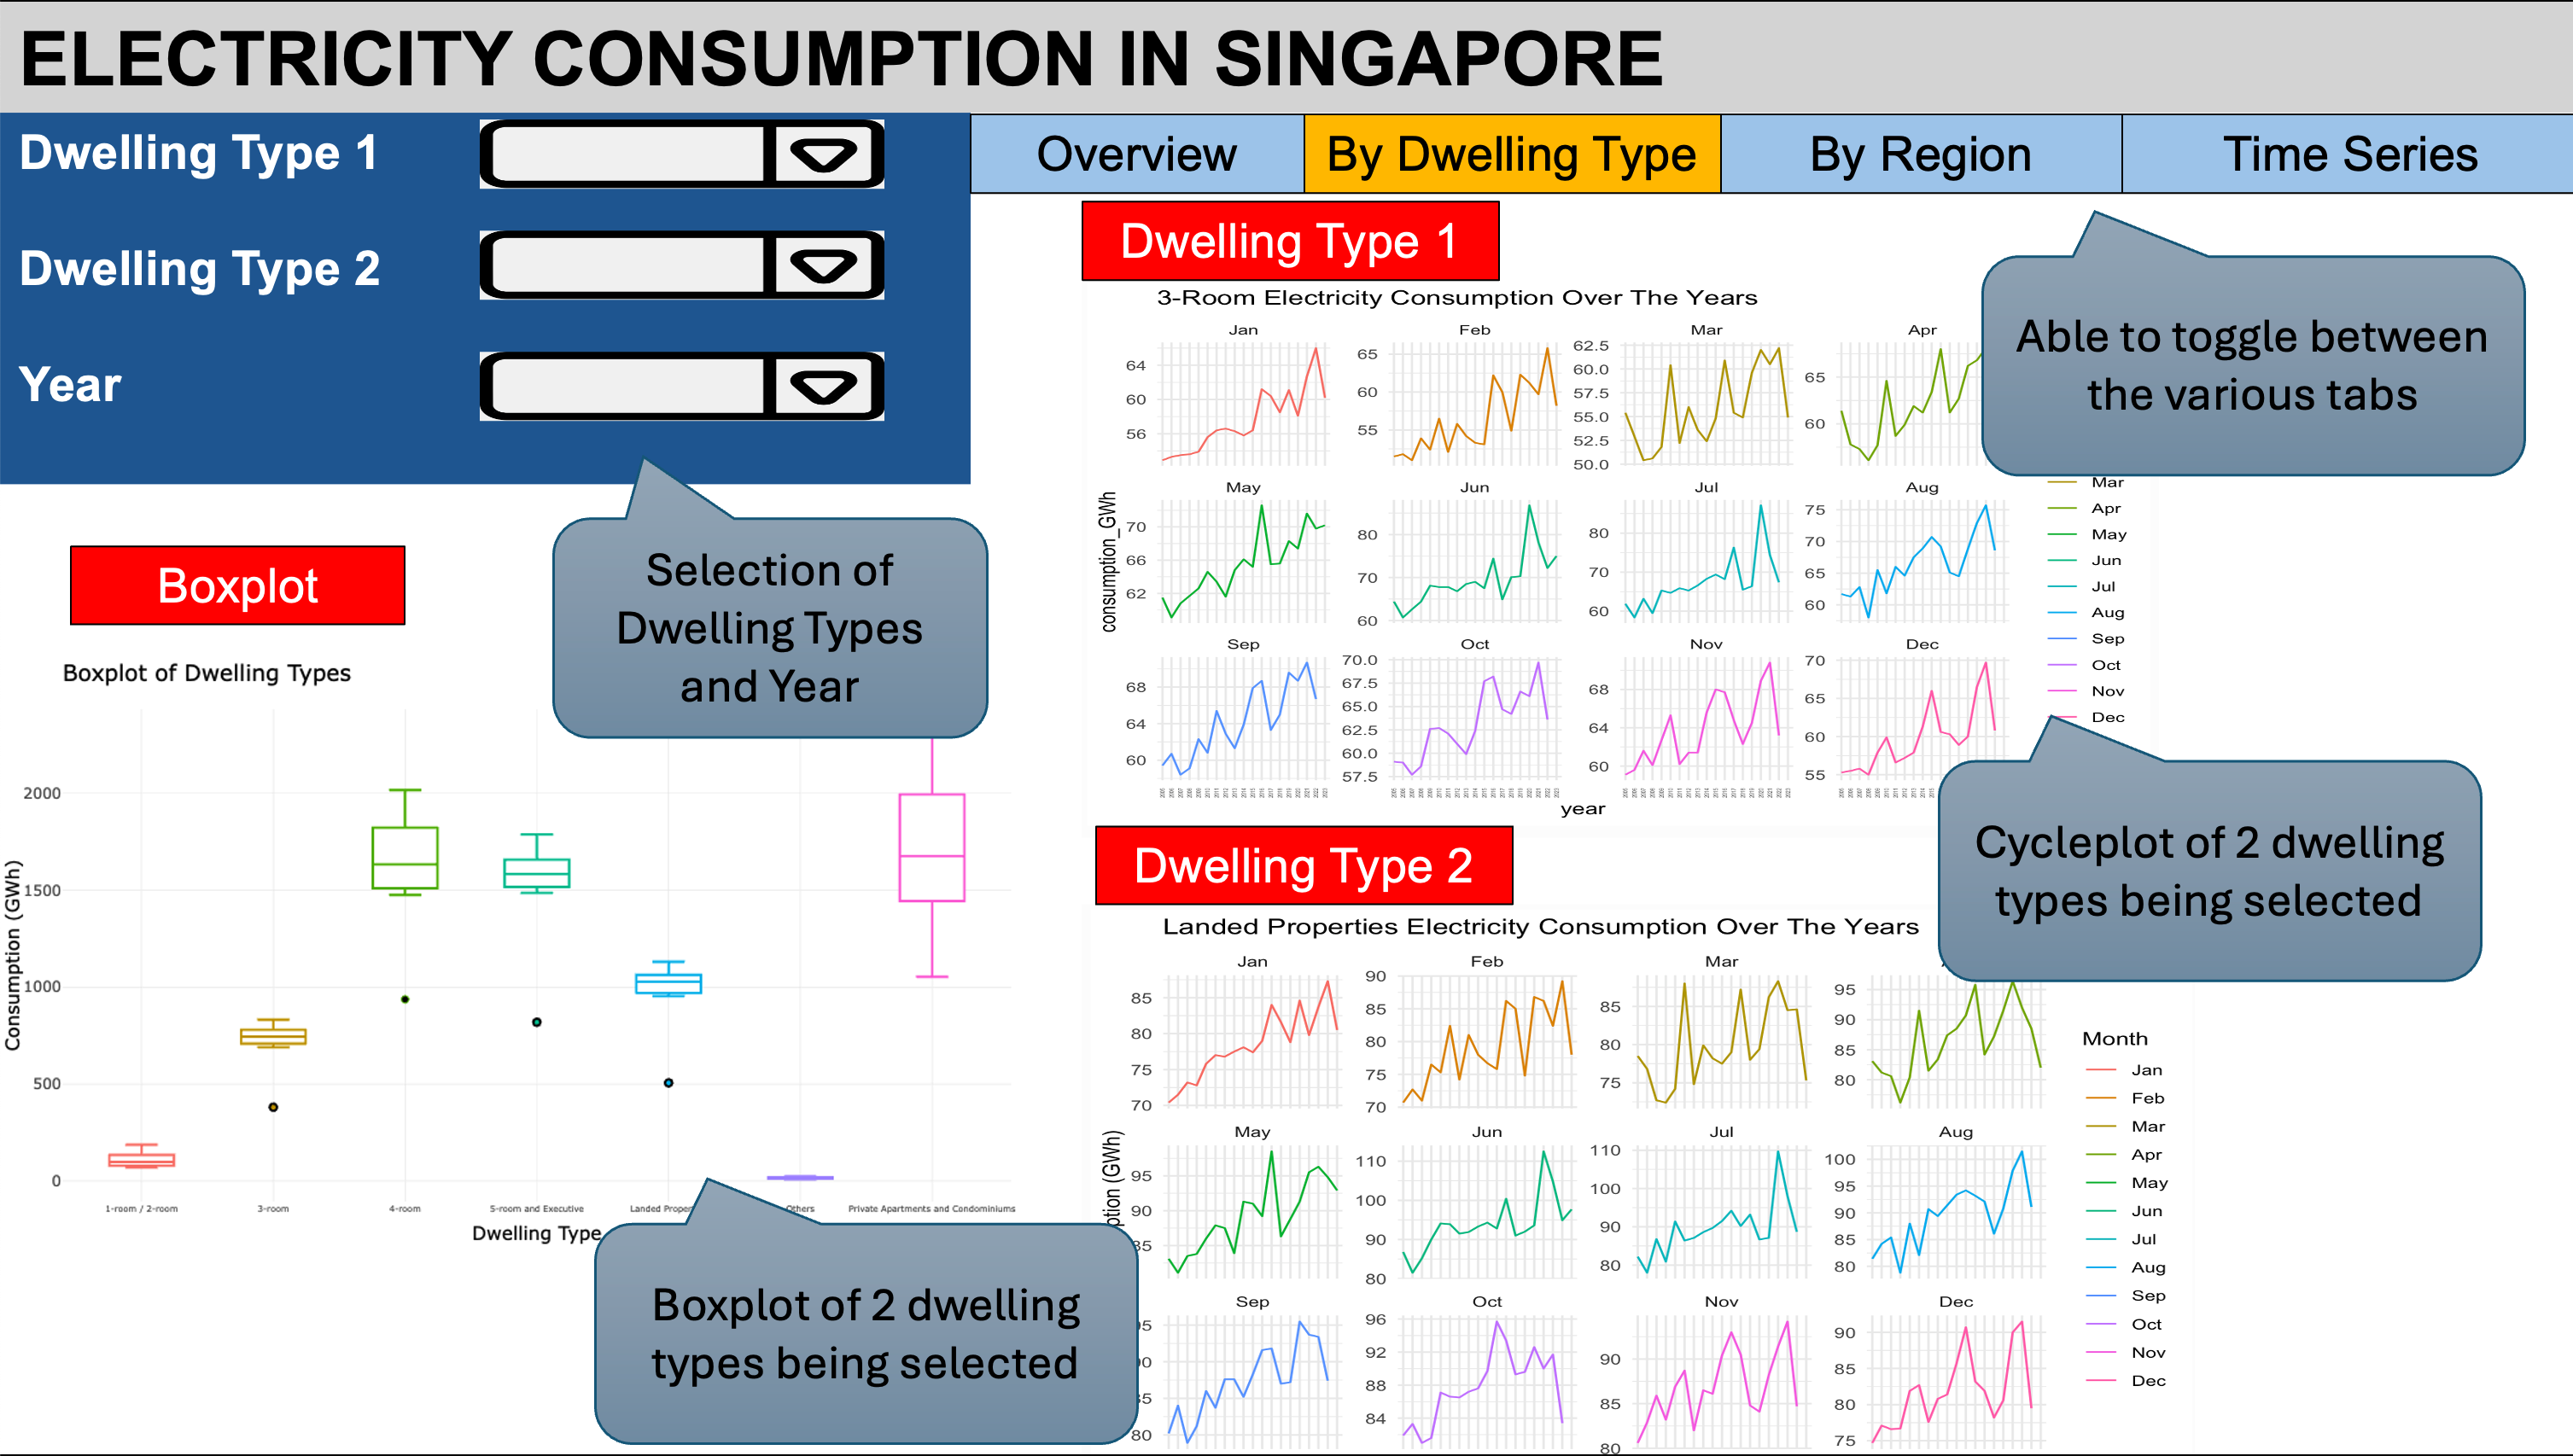 ELECTRICITY CONSUMPTION IN SINGAPORE
Dwelling Type 1
Dwelling Type 2
Year
Overview
By Dwelling Type
By Region
Time Series
Selection of
Dwelling Types
and Year
Able to toggle between
the various tabs
Boxplot
Boxplot of Dwelling Types
Consumption (GWh)
2000
1500
1000
500
0
1-room / 2-room
3-room
4-room
5-room and Executive
Landed
Others
Private Apartments and Condominiums
Dwelling Type
Boxplot of 2 dwelling
types being selected
Dwelling Type 1
3-Room Electricity Consumption Over The Years
consumption_GWh
Jan
64
60
56
Feb
65
60
55
Mar
62.5
60.0
57.5
55.0
52.5
50.0
Apr
65
60
May
70
66
62
Jun
80
70
60
Jul
80
70
60
Aug
75
70
65
60
Sep
68
64
60
Oct
70.0
67.5
65.0
62.5
60.0
57.5
Nov
68
64
60
Dec
70
65
60
55
year
Mar
Apr
May
Jun
Jul
Aug
Sep
Oct
Nov
Dec
Cycleplot of 2 dwelling
types being selected
Dwelling Type 2
Landed Properties Electricity Consumption Over The Years
(GWh)
Jan
85
80
75
70
Feb
90
85
80
75
70
Mar
85
80
75
95
90
85
80
May
95
90
Jun
110
100
90
80
Jul
110
100
90
80
Aug
100
95
90
85
80
Sep
80
Oct
96
92
88
84
Nov
90
85
80
Dec
90
85
80
75
Month
Jan
Feb
Mar
Apr
May
Jun
Jul
Aug
Sep
Oct
Nov
Dec